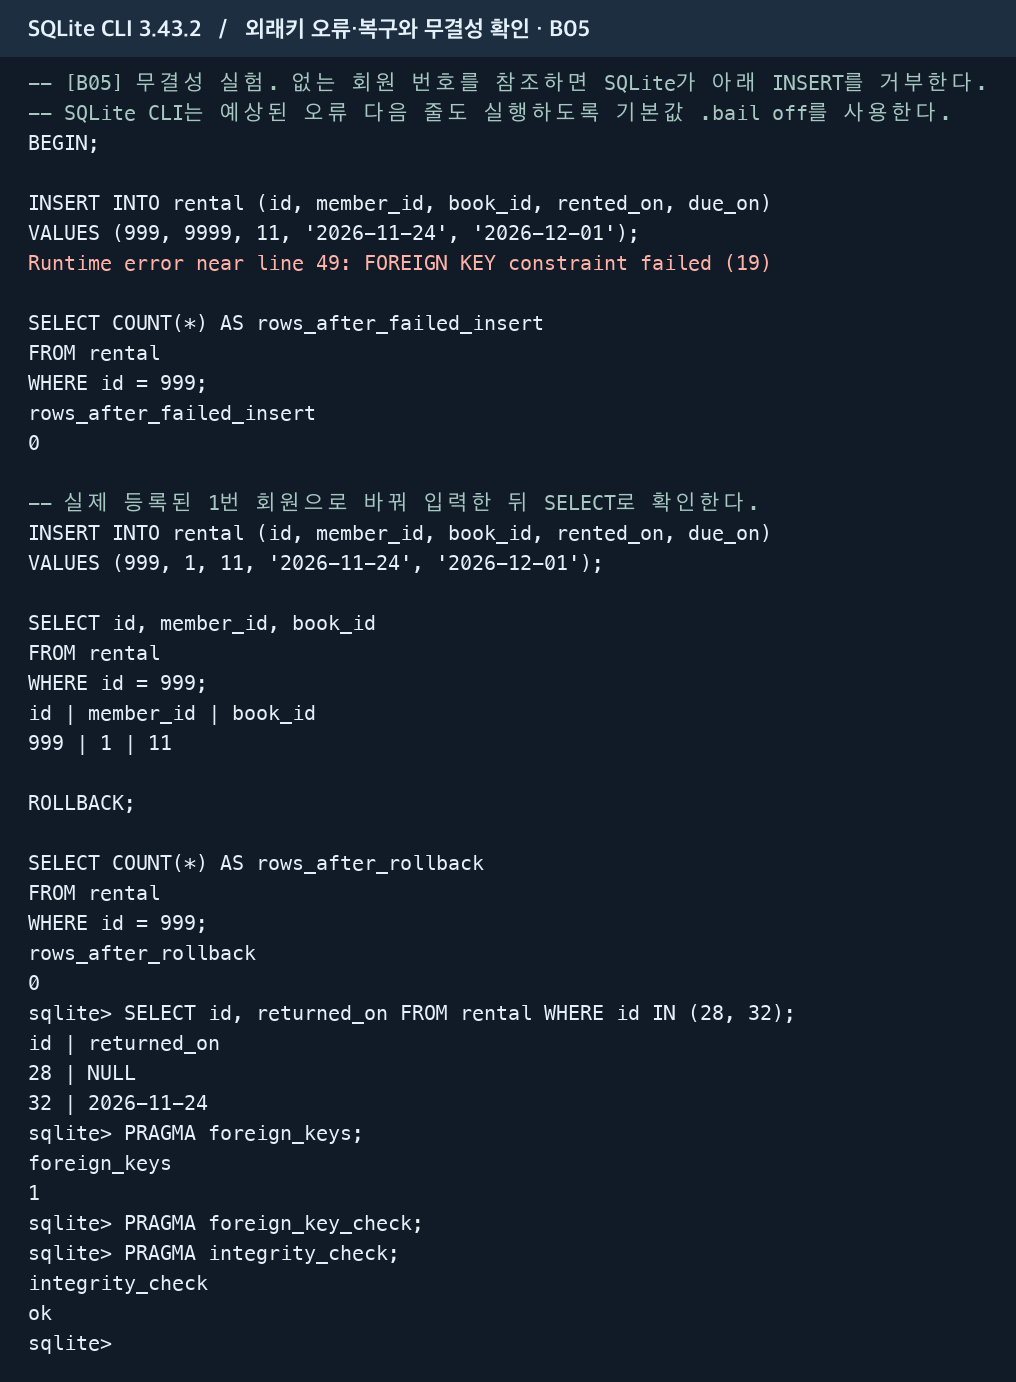 SQLite CLI 3.43.2 / 외래키 오류·복구와 무결성 확인 · B05
-- [B05] 무결성 실험. 없는 회원 번호를 참조하면 SQLite가 아래 INSERT를 거부한다.
-- SQLite CLI는 예상된 오류 다음 줄도 실행하도록 기본값 .bail off를 사용한다.
BEGIN;
INSERT INTO rental (id, member_id, book_id, rented_on, due_on)
VALUES (999, 9999, 11, '2026-11-24', '2026-12-01');
Runtime error near line 49: FOREIGN KEY constraint failed (19)
SELECT COUNT(*) AS rows_after_failed_insert
FROM rental
WHERE id = 999;
rows_after_failed_insert
0
-- 실제 등록된 1번 회원으로 바꿔 입력한 뒤 SELECT로 확인한다.
INSERT INTO rental (id, member_id, book_id, rented_on, due_on)
VALUES (999, 1, 11, '2026-11-24', '2026-12-01');
SELECT id, member_id, book_id
FROM rental
WHERE id = 999;
id | member_id | book_id
999 | 1 | 11
ROLLBACK;
SELECT COUNT(*) AS rows_after_rollback
FROM rental
WHERE id = 999;
rows_after_rollback
0
sqlite> SELECT id, returned_on FROM rental WHERE id IN (28, 32);
id | returned_on
28 | NULL
32 | 2026-11-24
sqlite> PRAGMA foreign_keys;
foreign_keys
1
sqlite> PRAGMA foreign_key_check;
sqlite> PRAGMA integrity_check;
integrity_check
ok
sqlite>